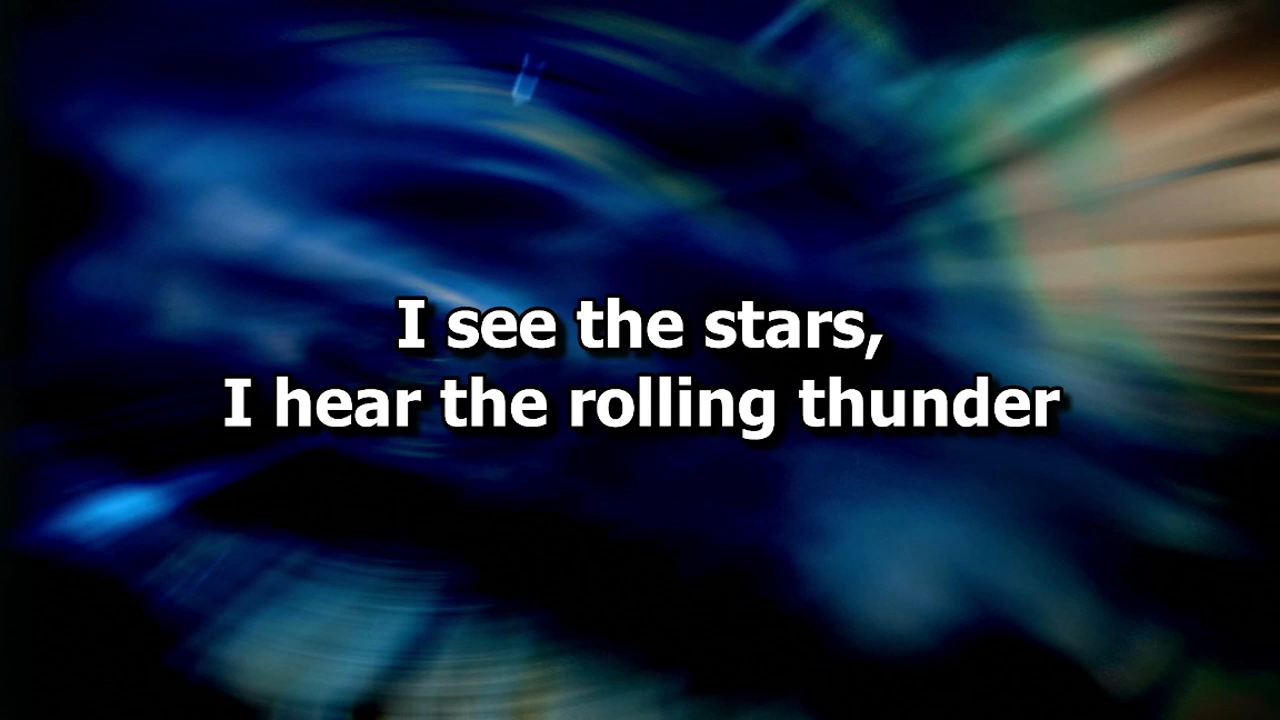 I see the stars,
I hear the rolling thunder